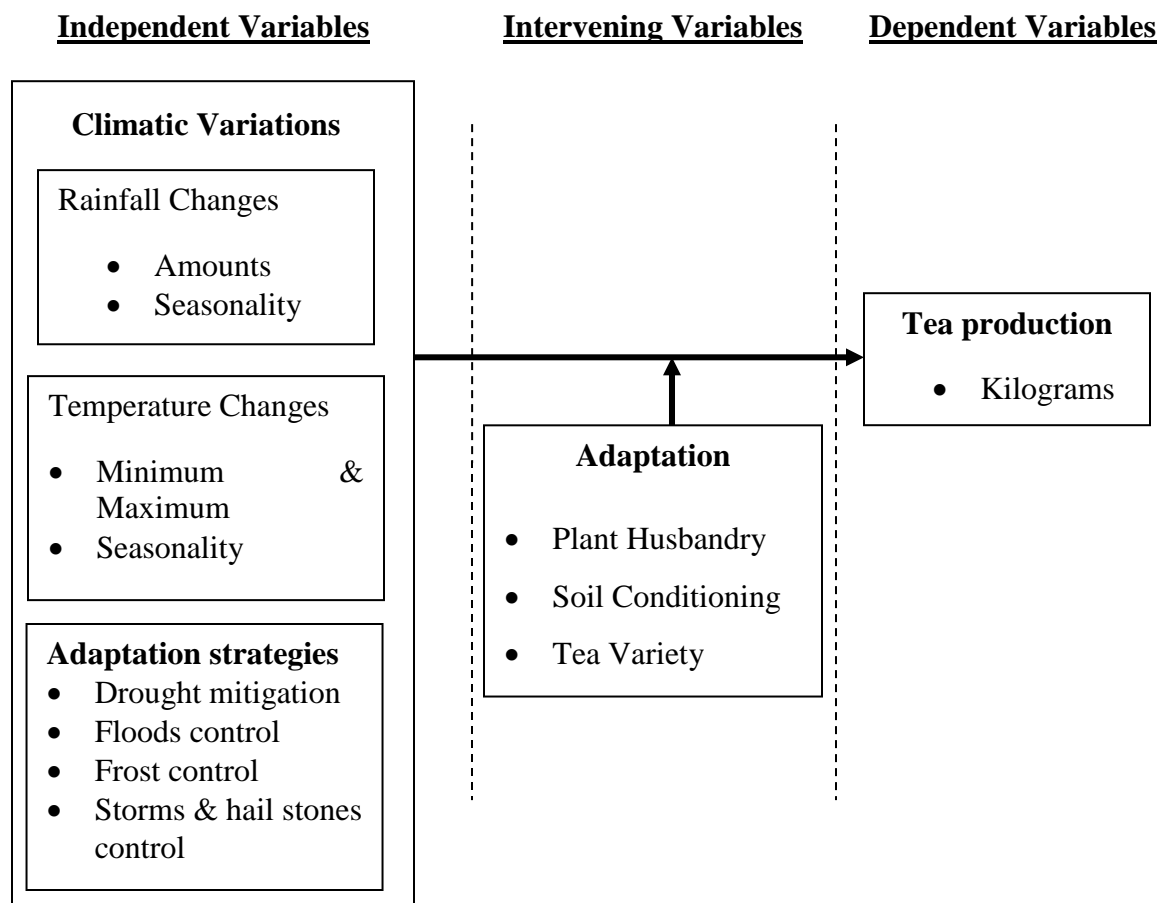 Independent Variables
Intervening Variables
Dependent Variables
Climatic Variations
Rainfall Changes
• Amounts
• Seasonality
Temperature Changes
• Minimum &
Maximum
• Seasonality
Adaptation strategies
• Drought mitigation
• Floods control
• Frost control
• Storms & hail stones
control
Adaptation
• Plant Husbandry
• Soil Conditioning
• Tea Variety
Tea production
• Kilograms